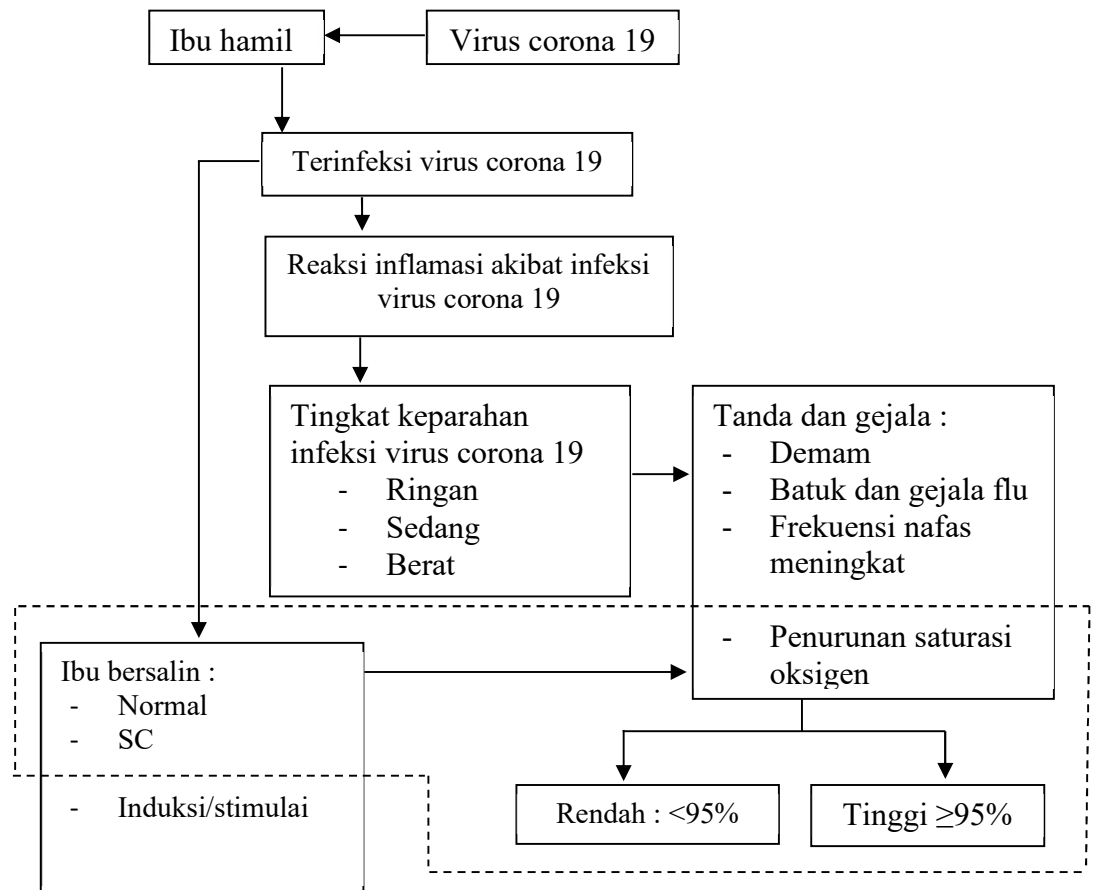 Ibu hamil
Virus corona 19
Terinfeksi virus corona 19
Reaksi inflamasi akibat infeksi
virus corona 19
Tingkat keparahan
infeksi virus corona 19
- Ringan
- Sedang
- Berat
Tanda dan gejala :
- Demam
- Batuk dan gejala flu
- Frekuensi nafas
meningkat
- Penurunan saturasi
oksigen
Ibu bersalin :
- Normal
- SC
- Induksi/stimulai
Rendah : <95%
Tinggi ≥95%